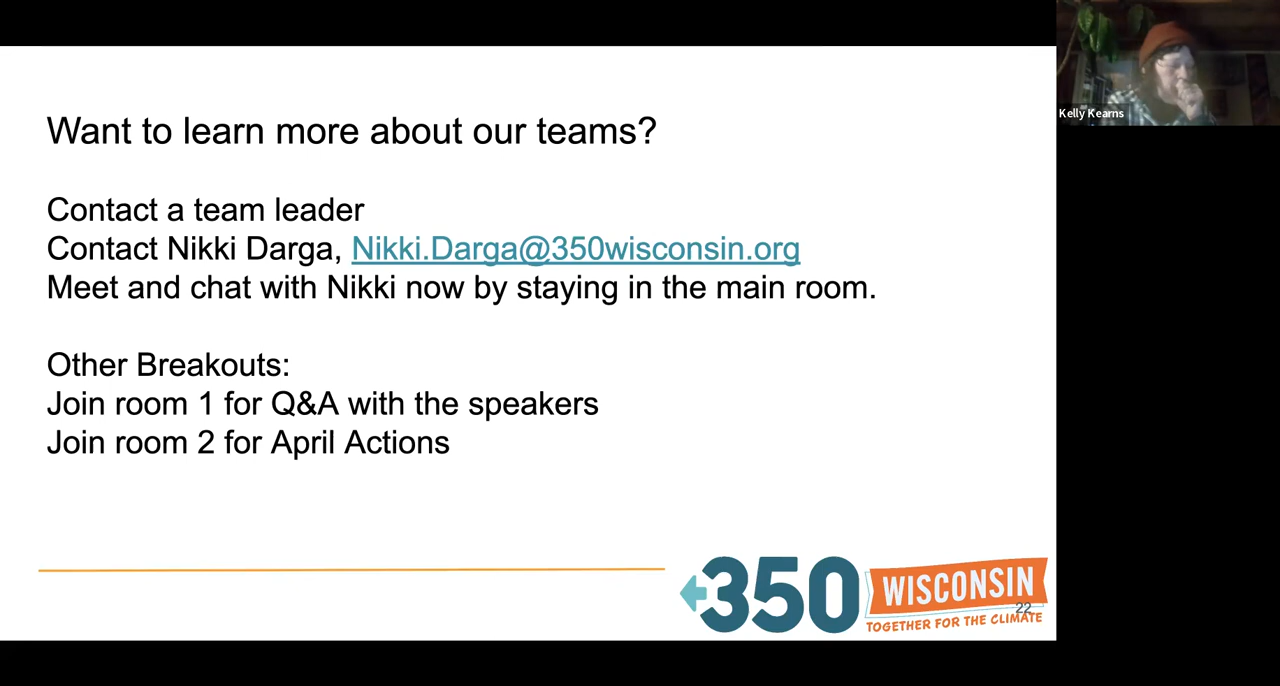 Want to learn more about our teams?
Contact a team leader
Contact Nikki Darga, Nikki.Darga@350wisconsin.org
Meet and chat with Nikki now by staying in the main room.
Other Breakouts:
Join room 1 for Q&A with the speakers
Join room 2 for April Actions
350 WISCONSIN
22
TOGETHER FOR THE CLIMATE
Kelly Kearns